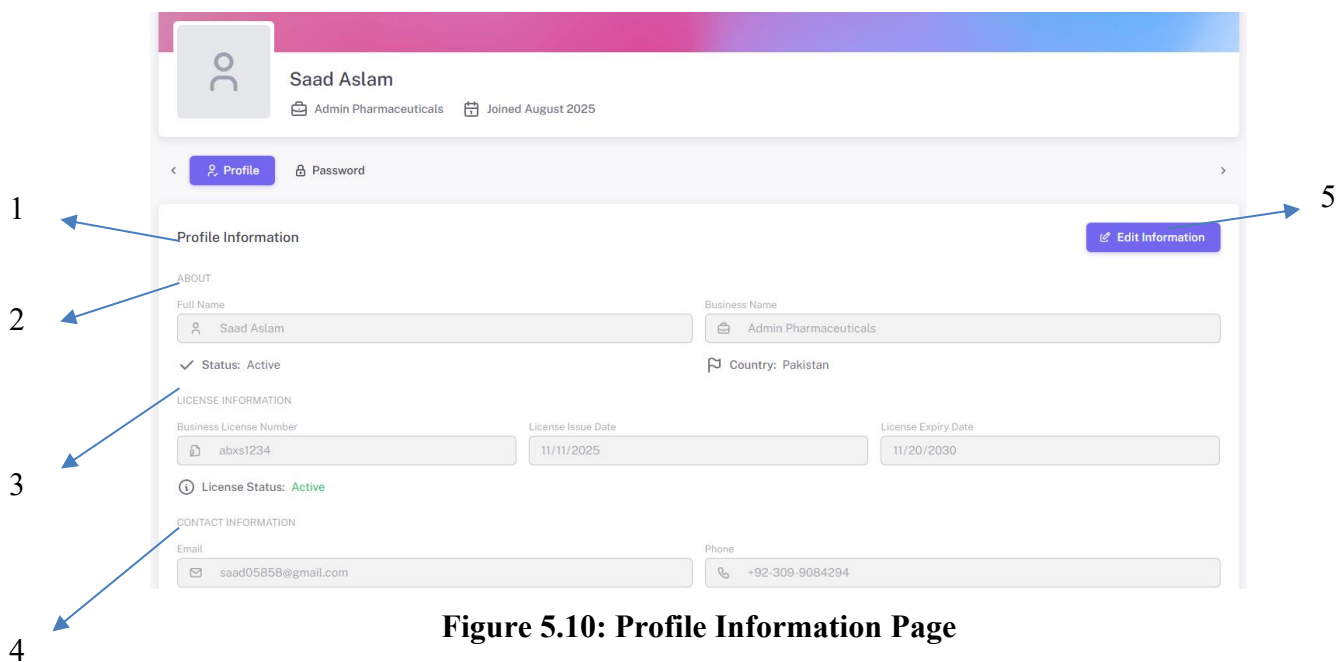 Saad Aslam
Admin Pharmaceuticals Joined August 2025
Profile Password
1
5
Profile Information Edit Information
ABOUT
Full Name Business Name
2
Saad Aslam Admin Pharmaceuticals
Status: Active Country: Pakistan
LICENSE INFORMATION
Business License Number License Issue Date License Expiry Date
abxs1234 11/11/2025 11/20/2030
3
License Status: Active
CONTACT INFORMATION
Email Phone
saad05858@gmail.com +92-309-9084294
Figure 5.10: Profile Information Page
4